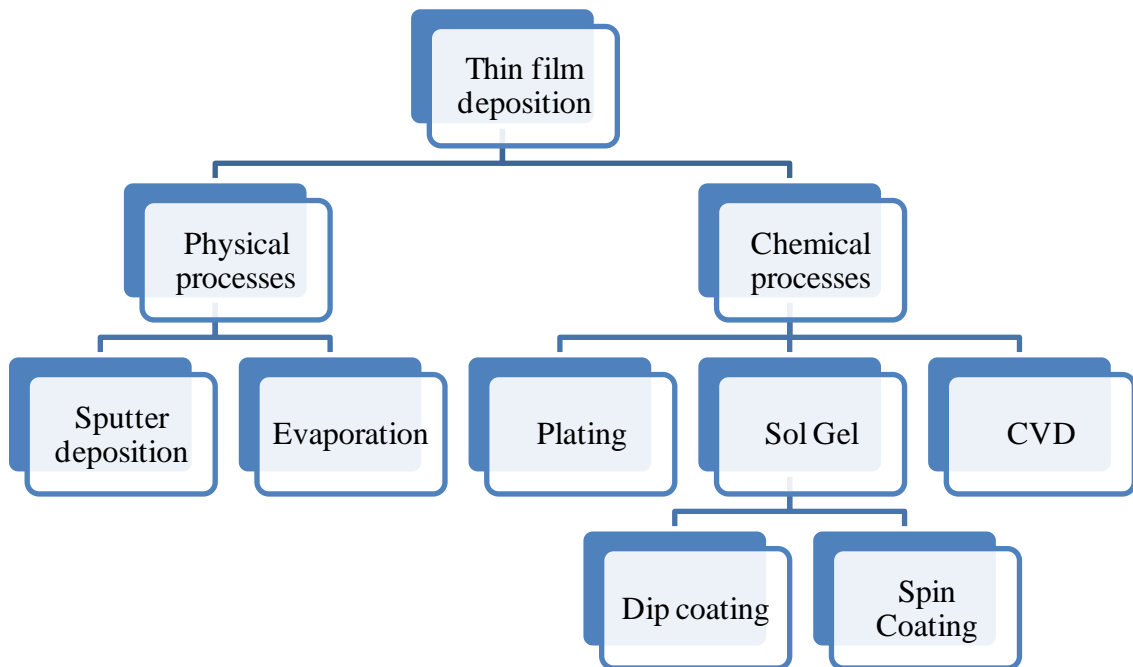 Thin film
deposition
Physical
processes
Chemical
processes
Sputter
deposition
Evaporation
Plating
Sol Gel
CVD
Dip coating
Spin
Coating